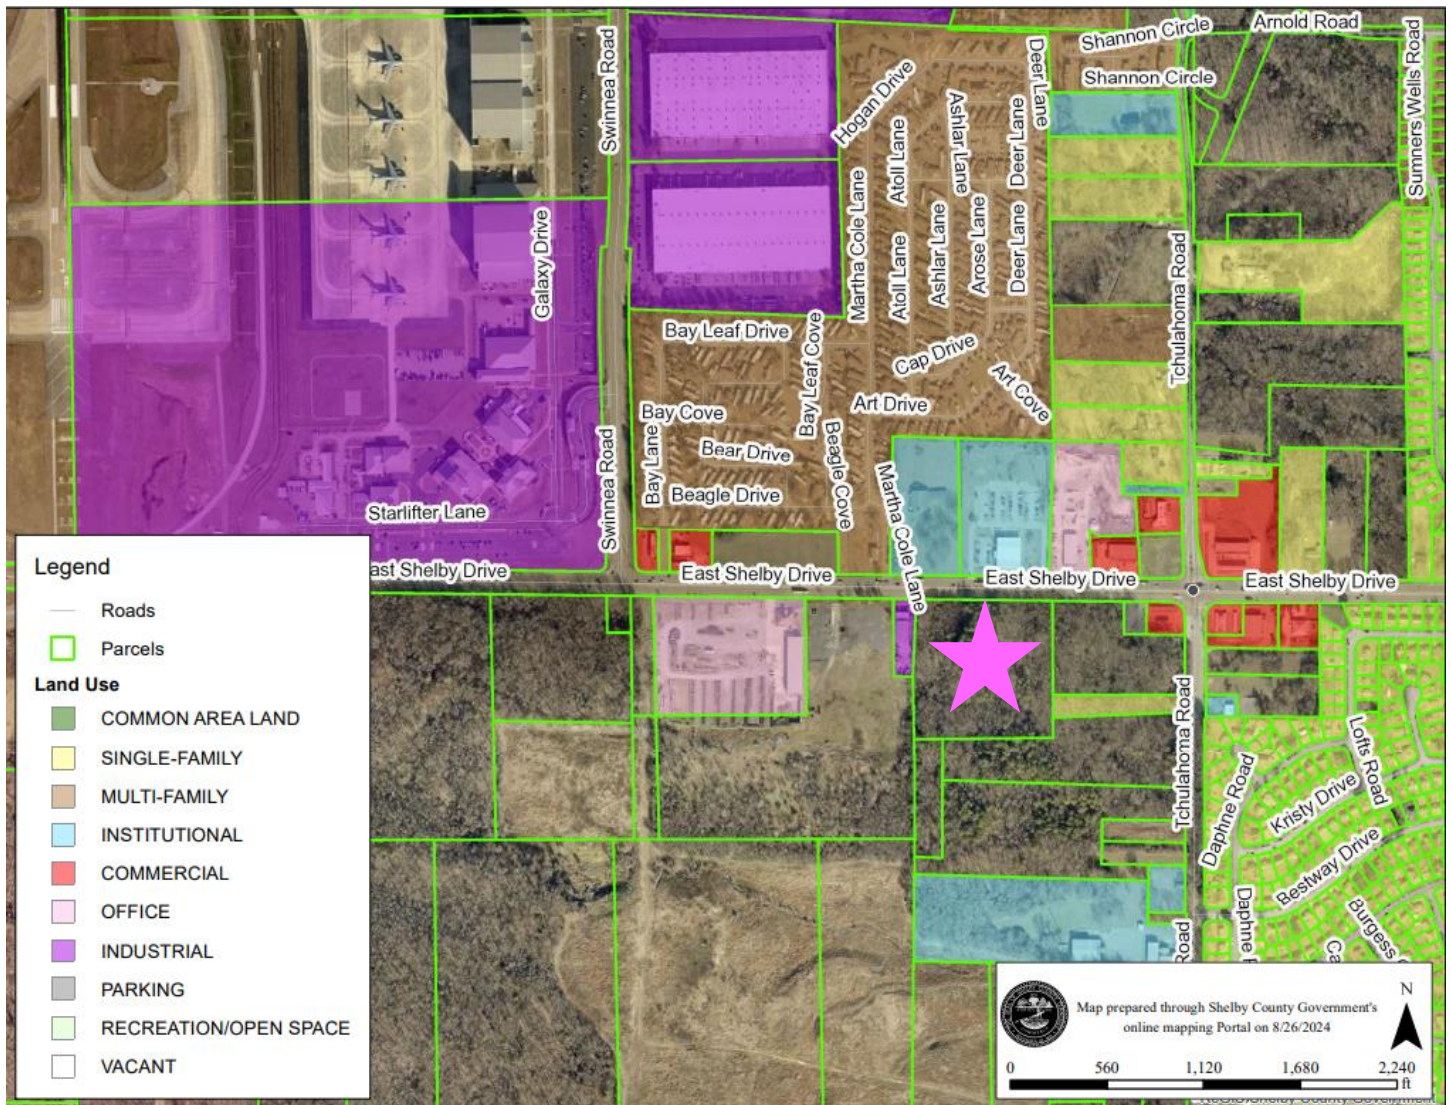 Shannon Circle
Arnold Road
Swinnea Road
Deer Lane
Sumners Wells Road
Shannon Circle
Hogan Drive
Ashlar Lane
Atoll Lane
Deer Lane
Martha Cole Lane
Galaxy Drive
Atoll Lane
Ashlar Lane
Arose Lane
Deer Lane
Tchulahoma Road
Bay Leaf Drive
Bay Leaf Cove
Cap Drive
Art Cove
Art Drive
Bay Cove
Bear Drive
Beagle Cove
Bay Lane
Beagle Drive
Martha Cole Lane
Swinnea Road
Starlifter Lane
ast Shelby Drive
East Shelby Drive
East Shelby Drive
East Shelby Drive
Tchulahoma Road
Lofts Road
Kristy Drive
Daphne Road
Bestway Drive
Burgess
Daphne
Road
Ca
Legend
Roads
Parcels
Land Use
COMMON AREA LAND
SINGLE-FAMILY
MULTI-FAMILY
INSTITUTIONAL
COMMERCIAL
OFFICE
INDUSTRIAL
PARKING
RECREATION/OPEN SPACE
VACANT
Map prepared through Shelby County Government's
online mapping Portal on 8/26/2024
N
0 560 1,120 1,680 2,240
ft